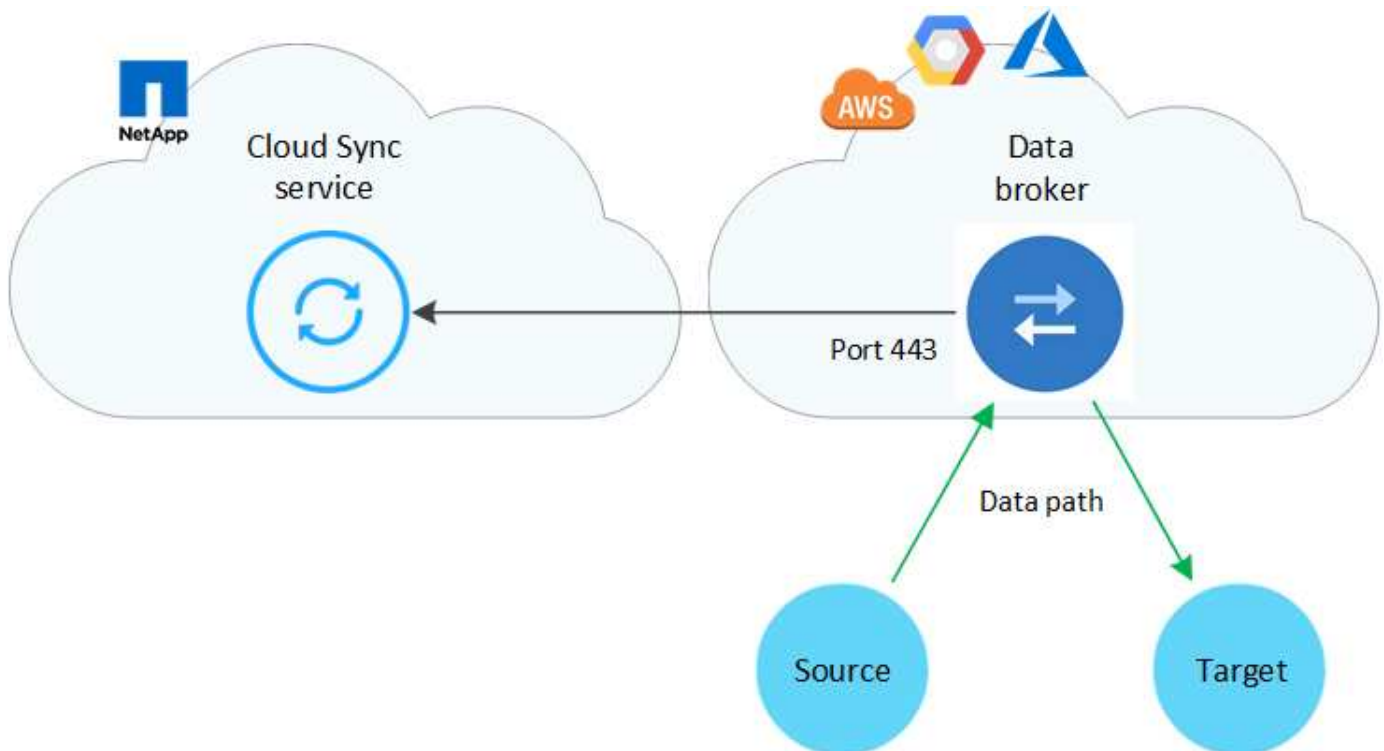 NetApp
Cloud Sync
service
AWS
Data
broker
Port 443
Data path
Source
Target